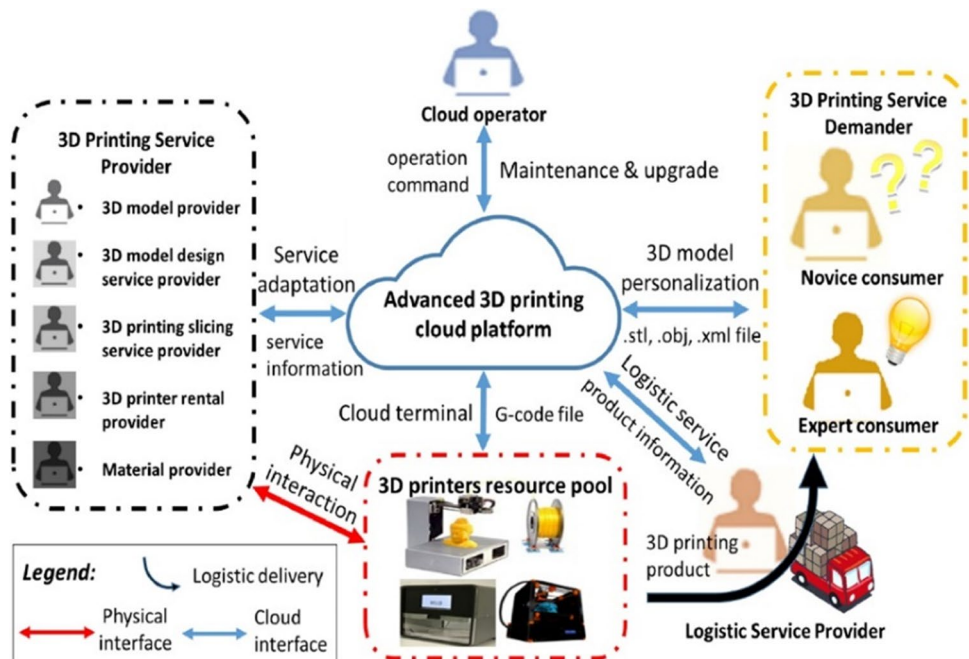 Cloud operator
operation
command
Maintenance & upgrade
3D Printing Service
Provider
3D model provider
3D model design
service provider
3D printing slicing
service provider
3D printer rental
provider
Material provider
Service
adaptation
service
information
Advanced 3D printing
cloud platform
3D model
personalization
.stl, .obj, .xml file
3D Printing Service
Demander
Novice consumer
Expert consumer
Cloud terminal
G-code file
Logistic service
product information
Physical
interaction
3D printers resource pool
3D printing
product
Logistic Service Provider
Legend:
Logistic delivery
Physical
interface
Cloud
interface